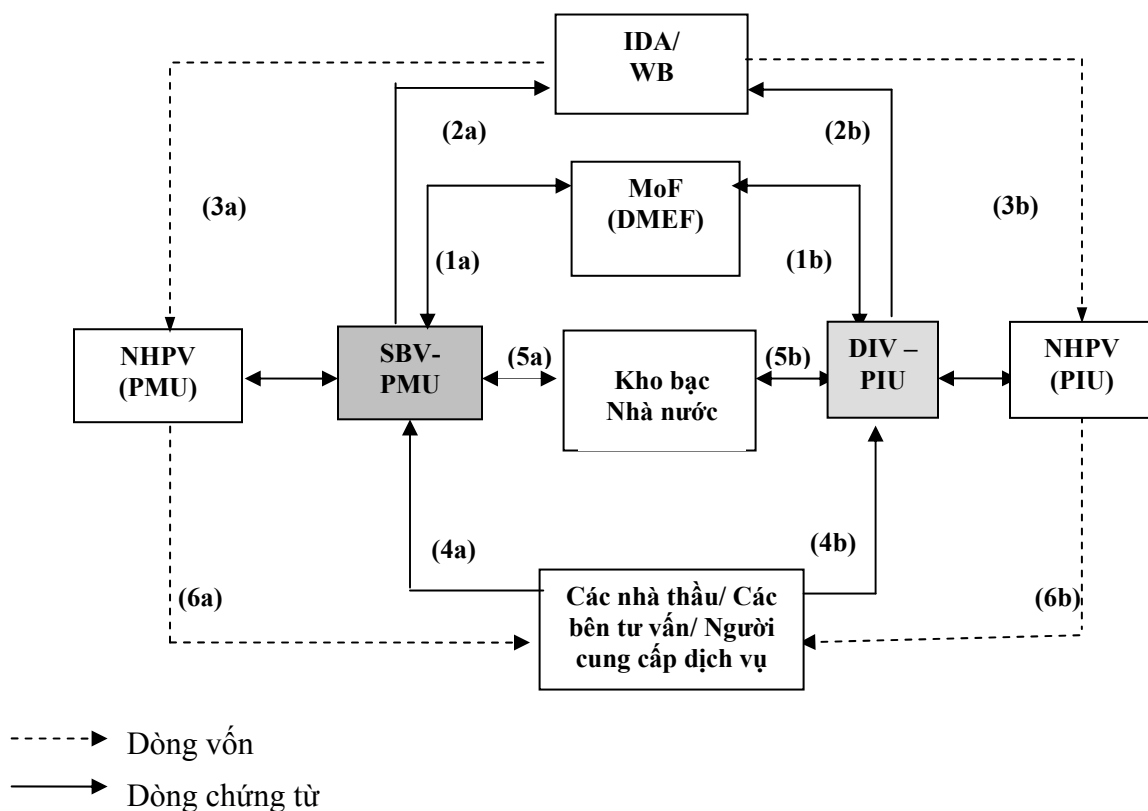 IDA/
WB
(2a)
(2b)
MoF
(DMEF)
(3a)
(3b)
(1a)
(1b)
NHPV
(PMU)
SBV-
PMU
(5a)
Kho bạc
Nhà nước
(5b)
DIV –
PIU
NHPV
(PIU)
(4a)
(4b)
(6a)
Các nhà thầu/ Các
bên tư vấn/ Người
cung cấp dịch vụ
(6b)
Dòng vốn
Dòng chứng từ